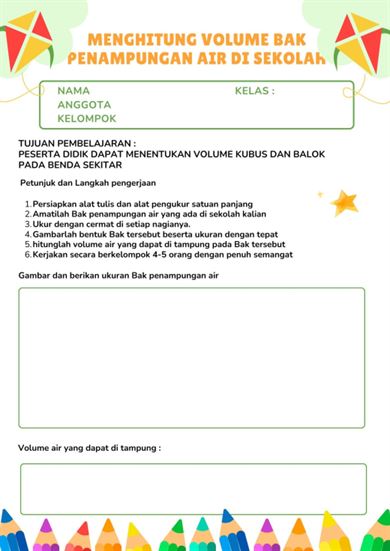 MENGHITUNG VOLUME BAK
PENAMPUNGAN AIR DI SEKOLAH
NAMA KELAS :
ANGGOTA
KELOMPOK
TUJUAN PEMBELAJARAN :
PESERTA DIDIK DAPAT MENENTUKAN VOLUME KUBUS DAN BALOK
PADA BENDA SEKITAR
Petunjuk dan Langkah pengerjaan
1. Persiapkan alat tulis dan alat pengukur satuan panjang
2. Amatilah Bak penampungan air yang ada di sekolah kalian
3. Ukur dengan cermat di setiap nagianya.
4. Gambarlah bentuk Bak tersebut beserta ukuran dengan tepat
5. hitunglah volume air yang dapat di tampung pada Bak tersebut
6. Kerjakan secara berkelompok 4-5 orang dengan penuh semangat
Gambar dan berikan ukuran Bak penampungan air
Volume air yang dapat di tampung :